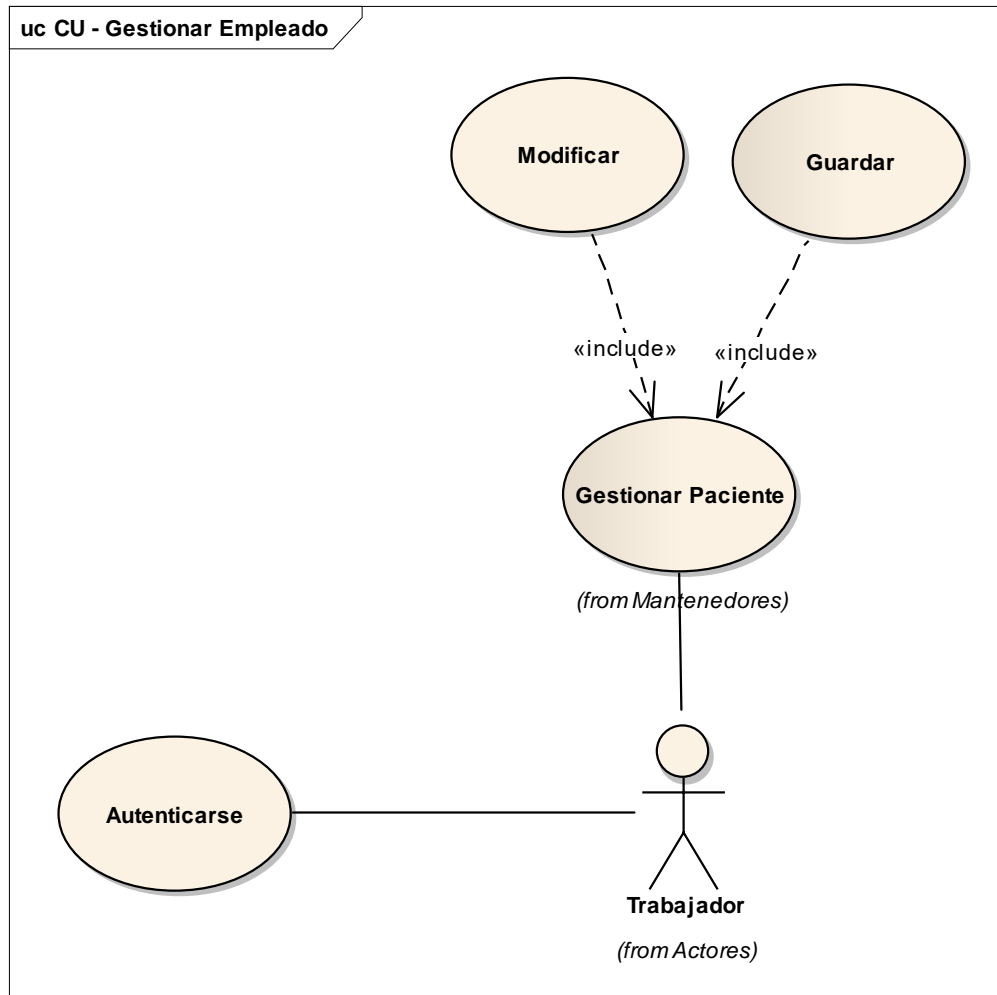 uc CU - Gestionar Empleado
Modificar
Guardar
«include»
«include»
Gestionar Paciente
(from Mantenedores)
Autenticarse
Trabajador
(from Actores)